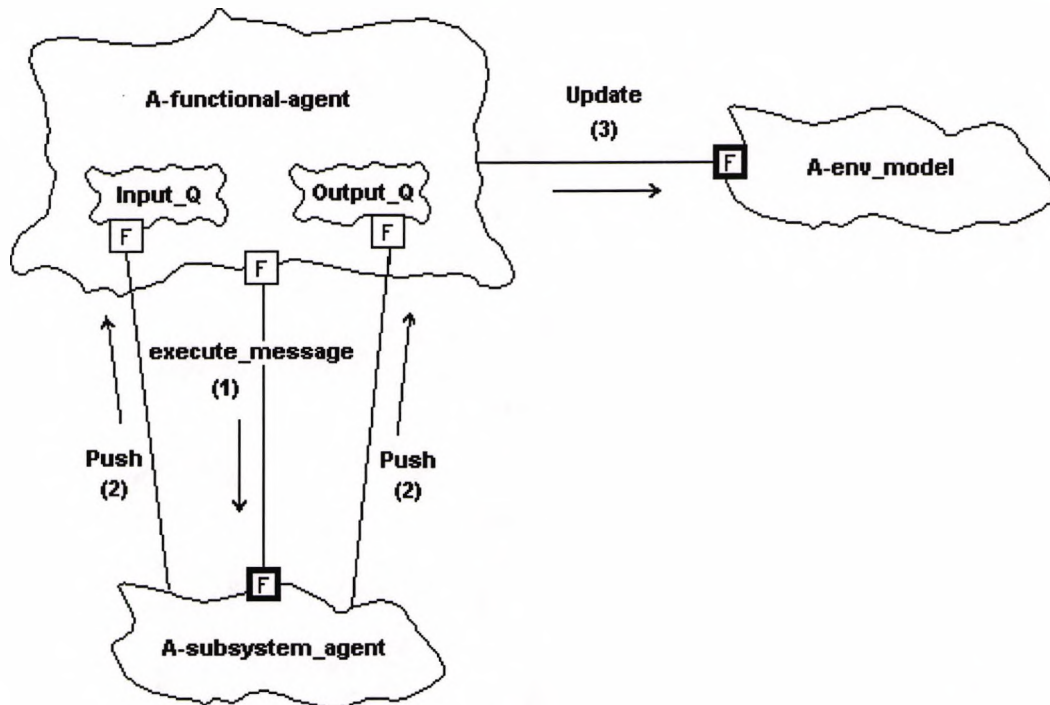 A-functional-agent
Update
(3)
F
A-env_model
Input_Q
Output_Q
F
F
F
execute_message
(1)
Push
(2)
Push
(2)
F
A-subsystem_agent